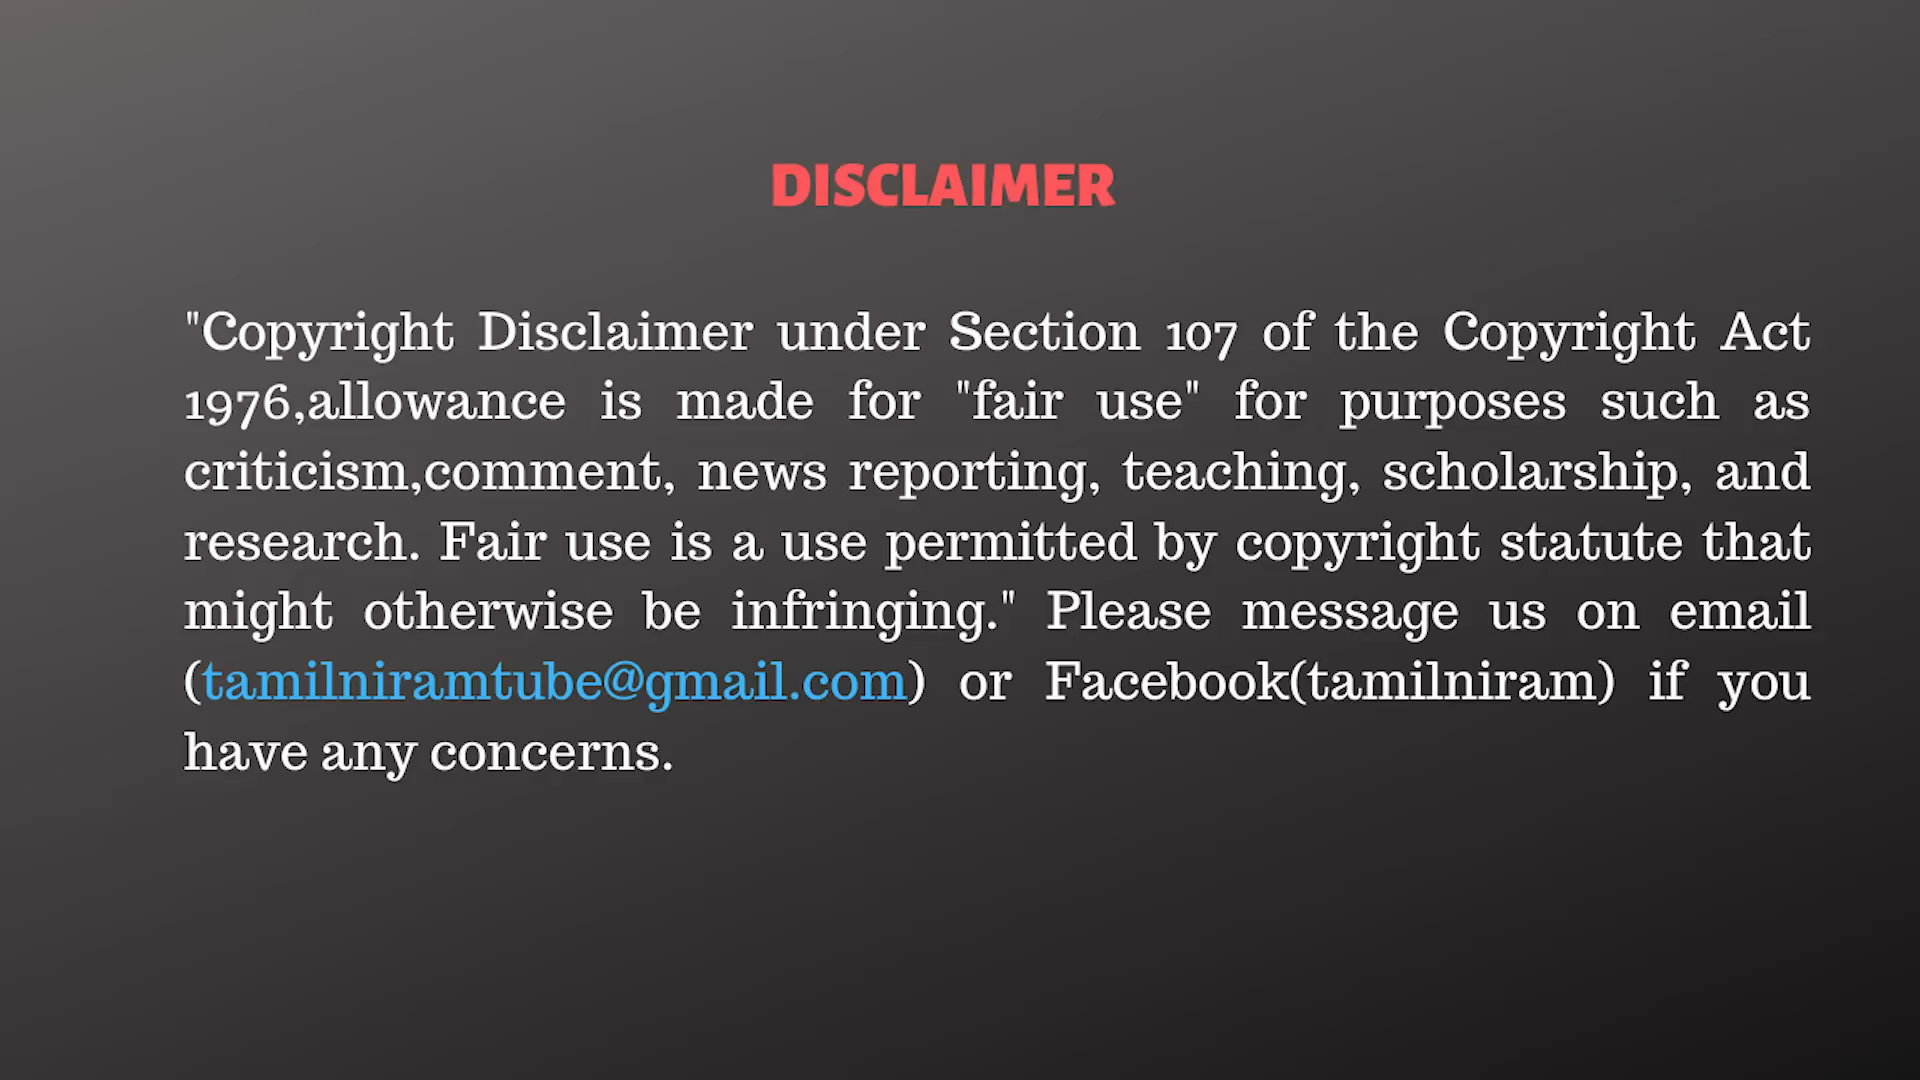 DISCLAIMER
"Copyright Disclaimer under Section 107 of the Copyright Act
1976,allowance is made for "fair use" for purposes such as
criticism,comment, news reporting, teaching, scholarship, and
research. Fair use is a use permitted by copyright statute that
might otherwise be infringing." Please message us on email
(tamilniramtube@gmail.com) or Facebook(tamilniram) if you
have any concerns.